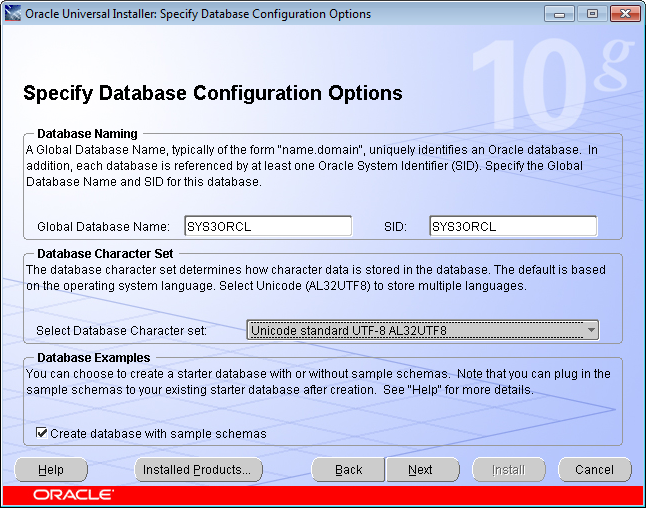 Oracle Universal Installer: Specify Database Configuration Options
10g
Specify Database Configuration Options
Database Naming
A Global Database Name, typically of the form "name.domain", uniquely identifies an Oracle database. In
addition, each database is referenced by at least one Oracle System Identifier (SID). Specify the Global
Database Name and SID for this database.
Global Database Name: SYS3ORCL SID: SYS3ORCL
Database Character Set
The database character set determines how character data is stored in the database. The default is based
on the operating system language. Select Unicode (AL32UTF8) to store multiple languages.
Select Database Character set: Unicode standard UTF-8 AL32UTF8
Database Examples
You can choose to create a starter database with or without sample schemas. Note that you can plug in the
sample schemas to your existing starter database after creation. See "Help" for more details.
Create database with sample schemas
Help Installed Products... Back Next Install Cancel
ORACLE